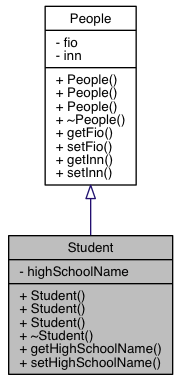 People
- fio
- inn
+ People()
+ People()
+ People()
+ ~People()
+ getFio()
+ setFio()
+ getInn()
+ setInn()
Student
- highSchoolName
+ Student()
+ Student()
+ Student()
+ ~Student()
+ getHighSchoolName()
+ setHighSchoolName()